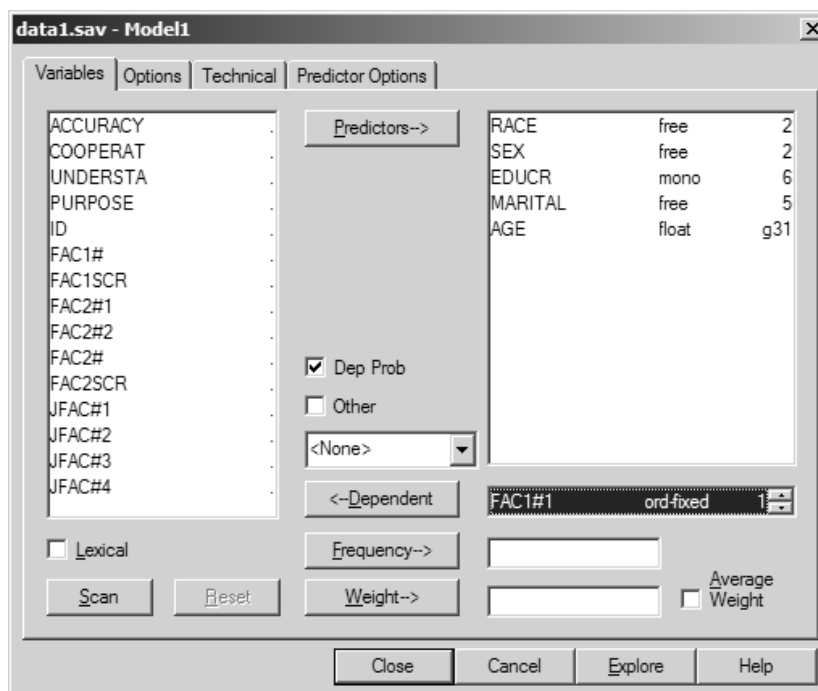 data1.sav - Model1
Variables Options Technical Predictor Options
ACCURACY .
COOPERAT .
UNDERSTA .
PURPOSE .
ID .
FAC1# .
FAC1SCR .
FAC2#1 .
FAC2#2 .
FAC2# .
FAC2SCR .
JFAC#1 .
JFAC#2 .
JFAC#3 .
JFAC#4 .
Lexical
Scan Reset
Predictors-->
Dep Prob
Other
<None>
<--Dependent
Frequency-->
Weight-->
RACE free 2
SEX free 2
EDUCR mono 6
MARITAL free 5
AGE float g31
FAC1#1 ord-fixed 1
Average
Weight
Close Cancel Explore Help